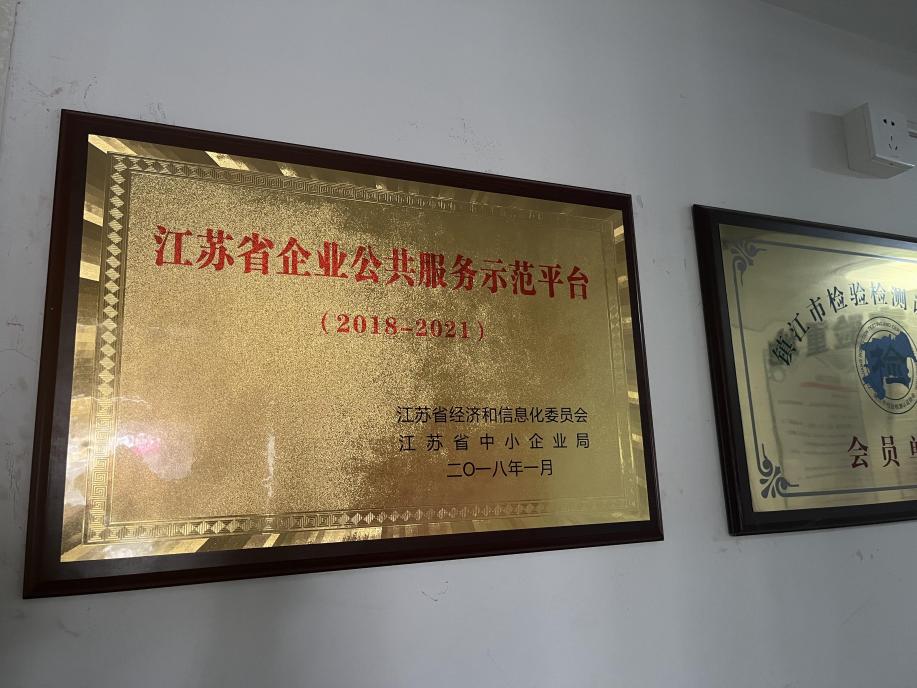 江苏省企业公共服务示范平台
（2018-2021）
江苏省经济和信息化委员会
江苏省中小企业局
二〇一八年一月
镇江市检验检测
检
会员单